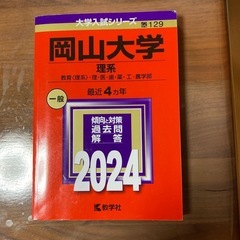 大学入試シリーズ 129
岡山大学
理系
教育〈理系〉・理・医・歯・薬・工・農学部
一般
最近4カ年
傾向と対策
過去問
解答
2024
教学社